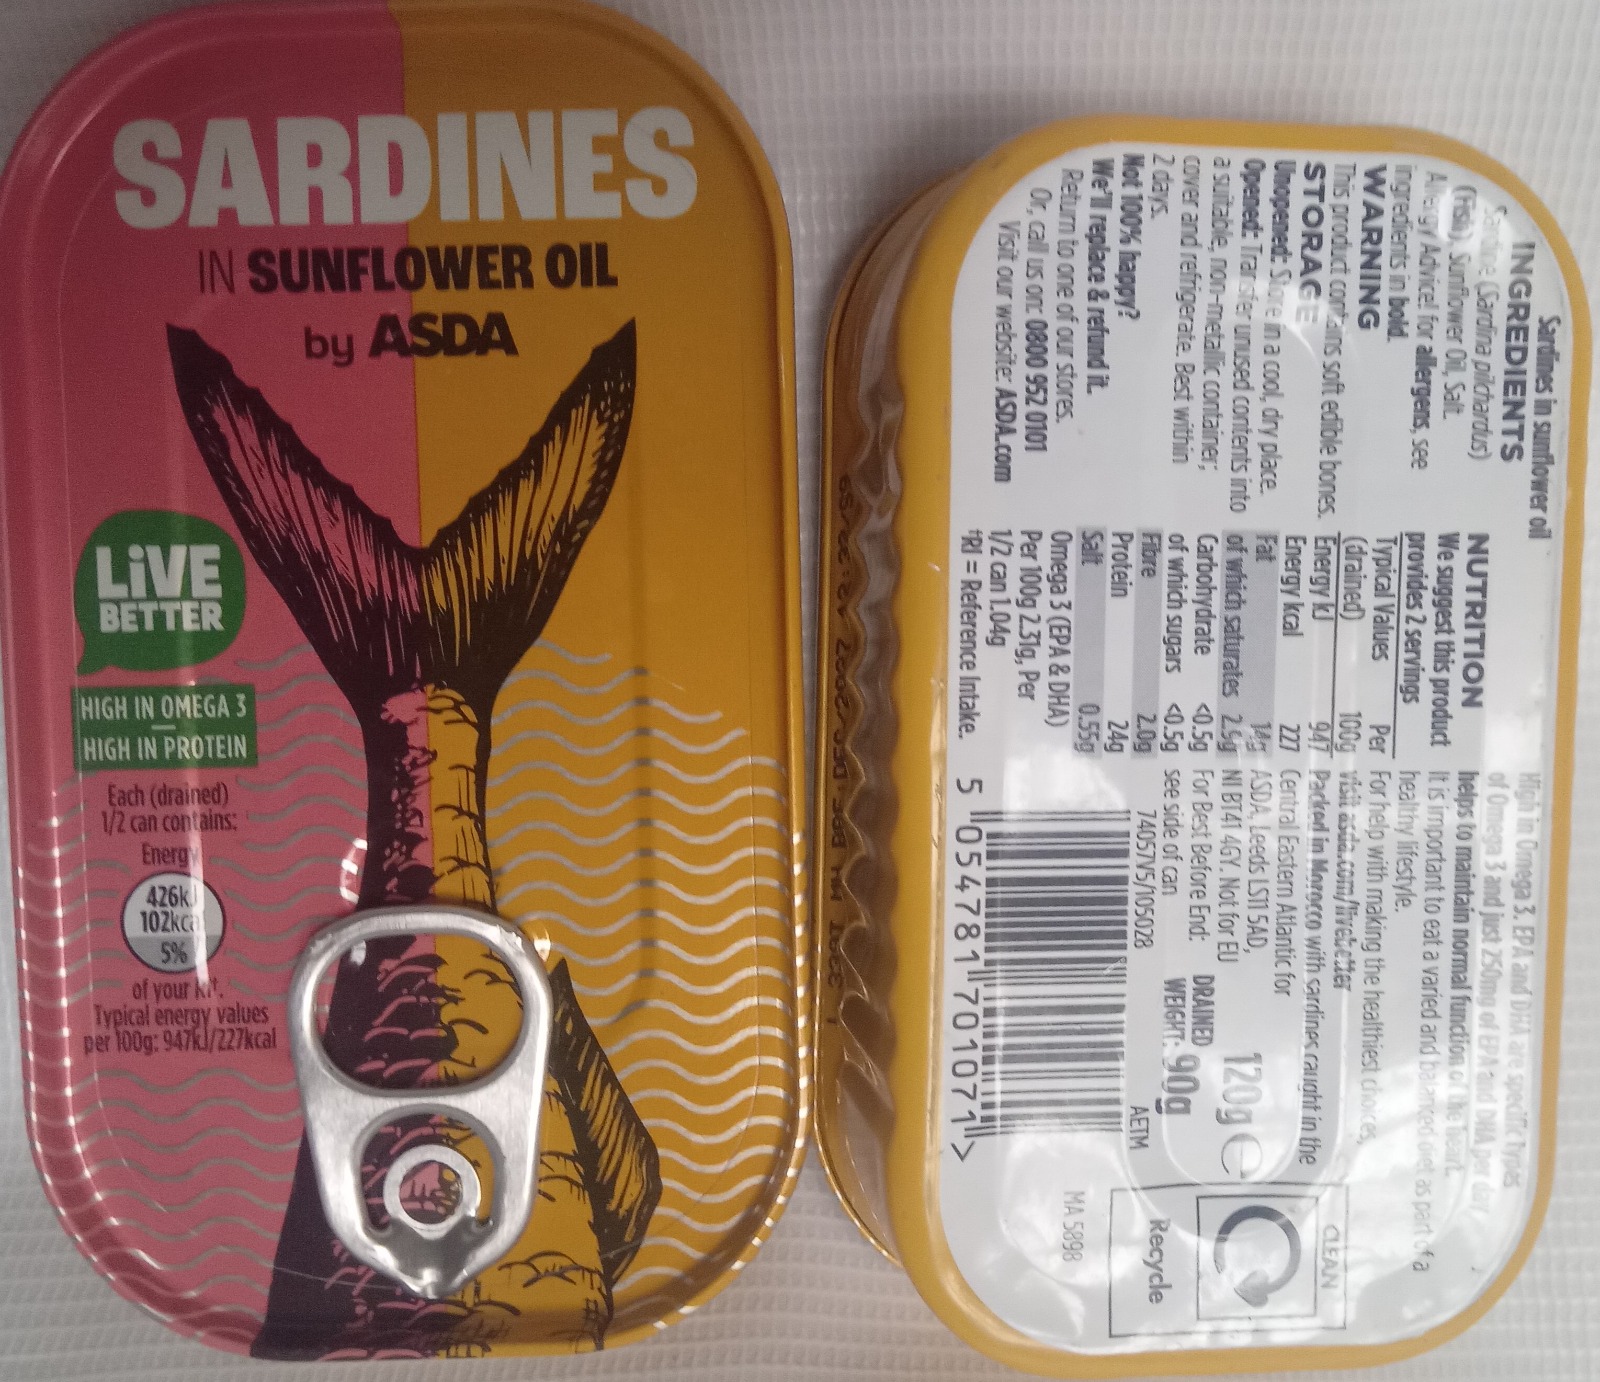 SARDINES
IN SUNFLOWER OIL
by ASDA
LiVE
BETTER
HIGH IN OMEGA 3
HIGH IN PROTEIN
Each (drained)
1/2 can contains:
Energy
426kJ
102kcal
5%
of your RI†.
Typical energy values
per 100g: 947kJ/227kcal
Sardines in sunflower oil
INGREDIENTS
Sardine (Sardina pilchardus)
(Fish), Sunflower Oil, Salt.
Allergy Advice! for allergens, see
ingredients in bold.
WARNING
This product contains soft edible bones.
STORAGE
Unopened: Store in a cool, dry place.
Opened: Transfer unused contents into
a suitable, non-metallic container;
cover and refrigerate. Best within
2 days.
Not 100% happy?
We'll replace & refund it.
Return to one of our stores.
Or, call us on: 0800 952 0101
Visit our website: ASDA.com
NUTRITION
We suggest this product
provides 2 servings
Typical Values Per
(drained) 100g
Energy kJ 947
Energy kcal 227
Fat 14g
of which saturates 2.5g
Carbohydrate <0.5g
of which sugars <0.5g
Fibre 2.0g
Protein 24g
Salt 0.55g
Omega 3 (EPA & DHA)
Per 100g 2.31g, Per
1/2 can 1.04g
†RI = Reference Intake.
High in Omega 3. EPA and DHA are specific types
of Omega 3 and just 250mg of EPA and DHA per day
helps to maintain normal function of the heart.
It is important to eat a varied and balanced diet as part of a
healthy lifestyle.
For help with making the healthiest choices,
visit asda.com/livebetter
Packed in Morocco with sardines caught in the
Central Eastern Atlantic for
ASDA, Leeds LS11 5AD,
NI BT41 4GY. Not for EU
For Best Before End:
see side of can
7405V5/105028
120g e
DRAINED
WEIGHT: 90g
AETM
5 054781 701071 >
CLEAN
Recycle
MA 5898